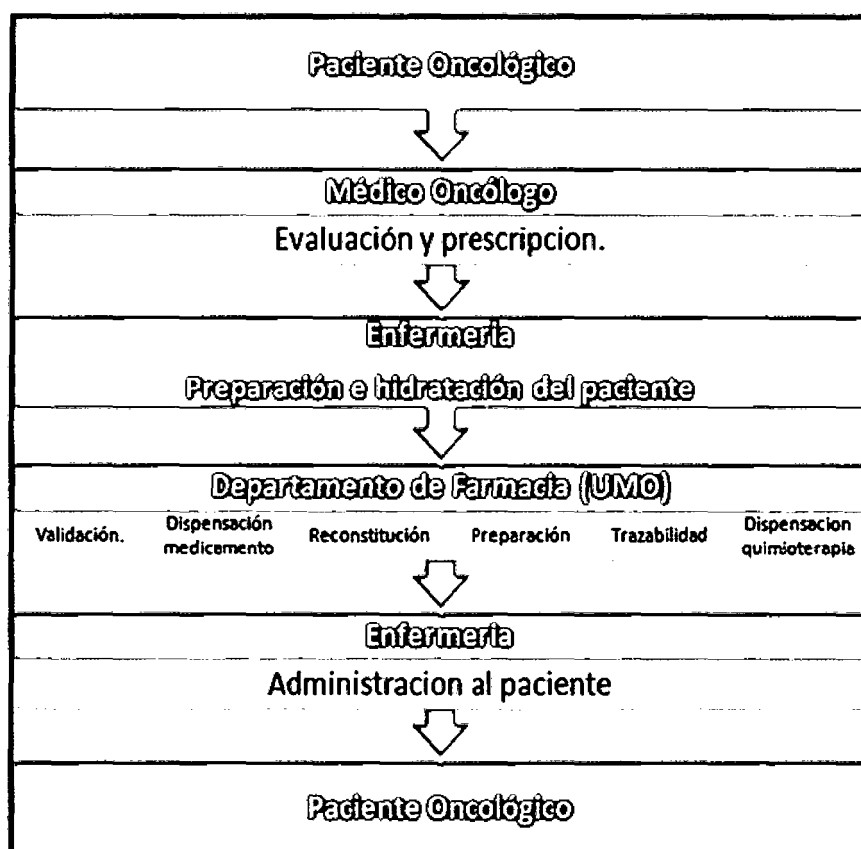 Paciente Oncológico
Médico Oncólogo
Evaluación y prescripcion.
Enfermeria
Preparación e hidratación del paciente
Departamento de Farmacia (UMO)
Validación.
Dispensación
medicamento
Reconstitución
Preparación
Trazabilidad
Dispensacion
quimioterapia
Enfermeria
Administracion al paciente
Paciente Oncológico